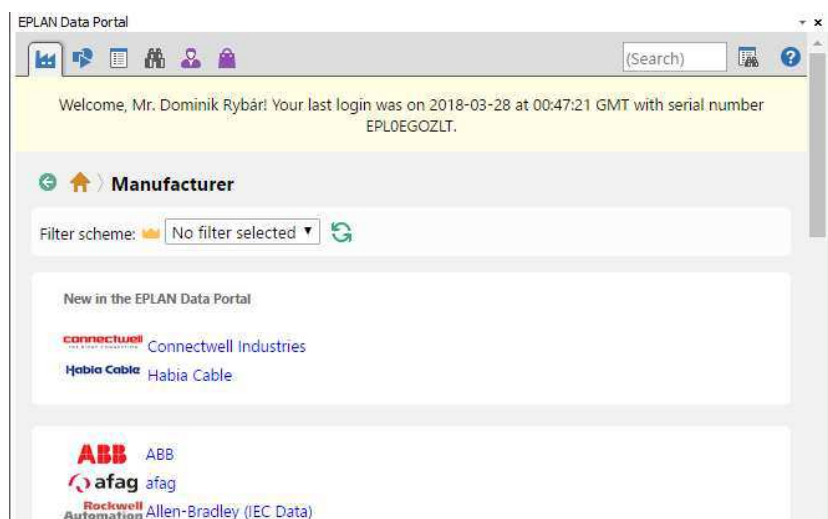 EPLAN Data Portal
(Search)
Welcome, Mr. Dominik Rybár! Your last login was on 2018-03-28 at 00:47:21 GMT with serial number
EPL0EGOZLT.
Manufacturer
Filter scheme: No filter selected
New in the EPLAN Data Portal
connectwell Connectwell Industries
Habia Cable Habia Cable
ABB ABB
afag afag
Rockwell
Automation Allen-Bradley (IEC Data)